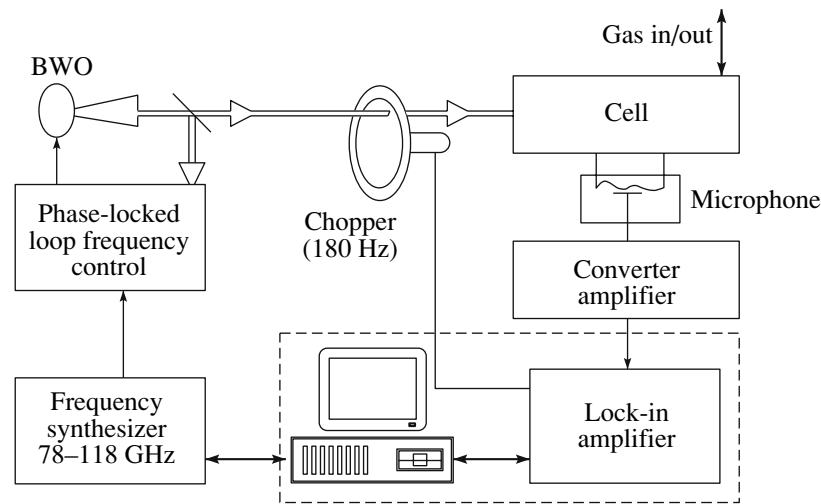 BWO
Gas in/out
Cell
Microphone
Chopper
(180 Hz)
Phase-locked
loop frequency
control
Converter
amplifier
Frequency
synthesizer
78–118 GHz
Lock-in
amplifier